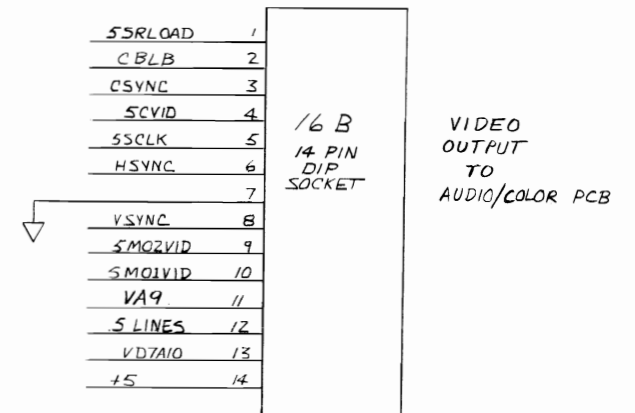 5SRLOAD 1
CBLB 2
CSYNC 3
5CVID 4
5SCLK 5
HSYNC 6
7
VSYNC 8
5MO2VID 9
5MO1VID 10
VA9 11
5 LINES 12
VD7A10 13
+5 14
16 B
14 PIN
DIP
SOCKET
VIDEO
OUTPUT
TO
AUDIO/COLOR PCB